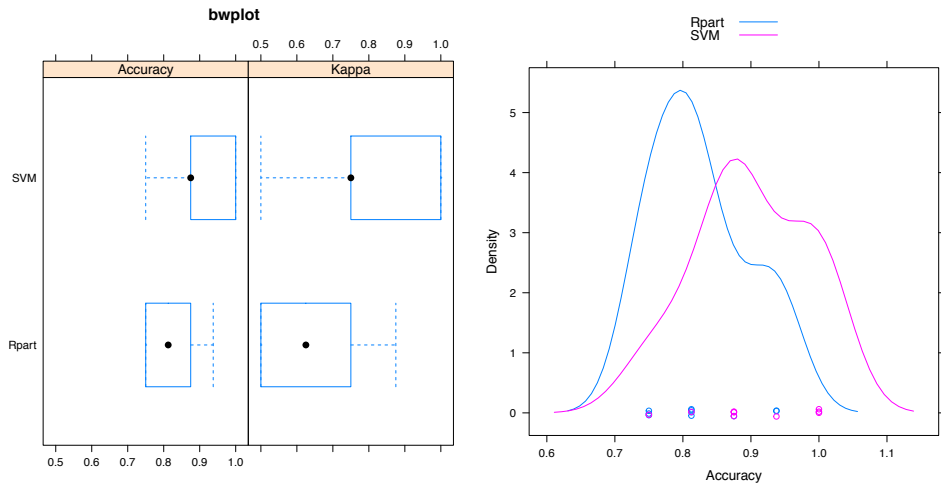 bwplot
0.5 0.6 0.7 0.8 0.9 1.0
Accuracy Kappa
SVM
Rpart
0.5 0.6 0.7 0.8 0.9 1.0
Rpart
SVM
Density
5
4
3
2
1
0
0.6 0.7 0.8 0.9 1.0 1.1
Accuracy